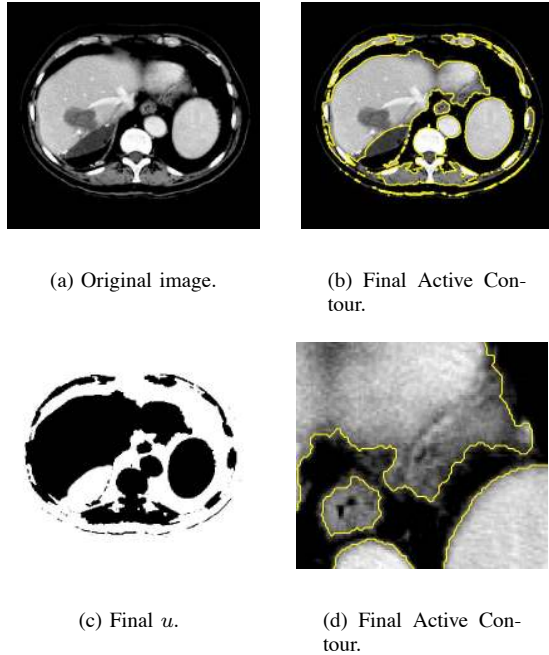 (a) Original image.
(b) Final Active Con-
tour.
(c) Final u.
(d) Final Active Con-
tour.